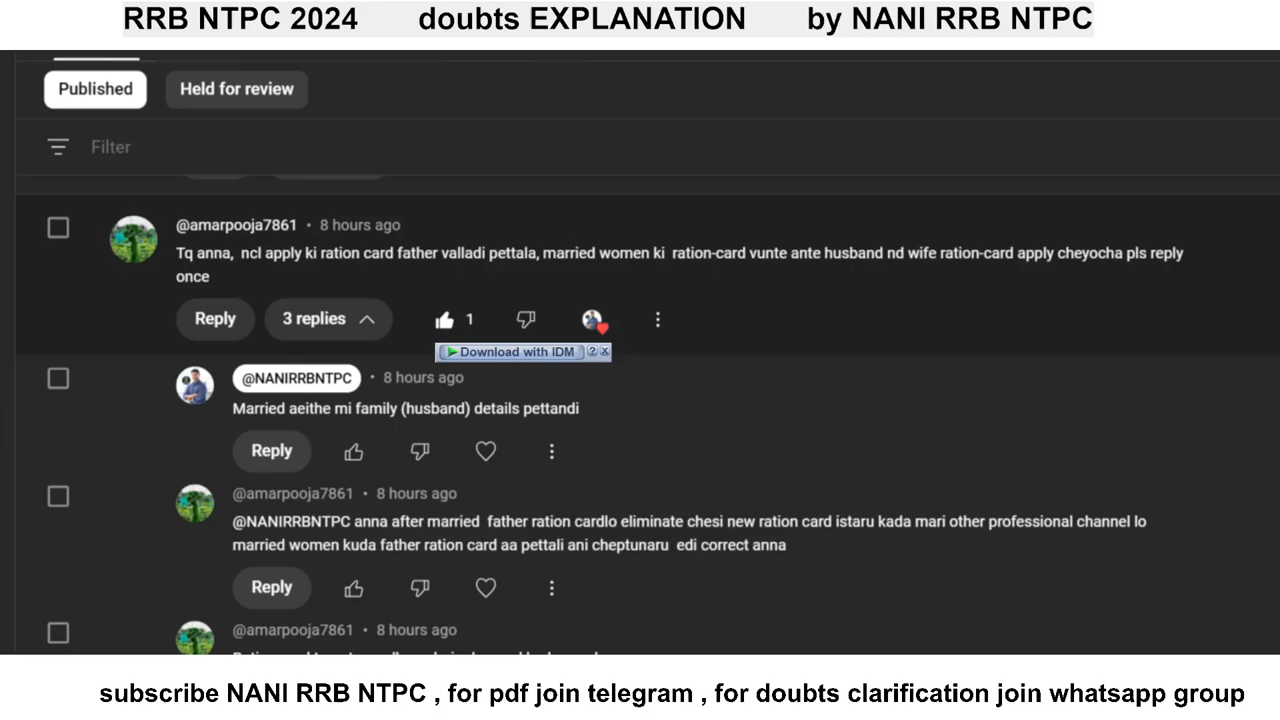 RRB NTPC 2024 doubts EXPLANATION by NANI RRB NTPC
Published Held for review
Filter
@amarpooja7861 • 8 hours ago
Tq anna, ncl apply ki ration card father valladi pettala, married women ki ration-card vunte ante husband nd wife ration-card apply cheyocha pls reply
once
Reply 3 replies 1
Download with IDM ? X
@NANIRRBNTPC • 8 hours ago
Married aeithe mi family (husband) details pettandi
Reply
@amarpooja7861 • 8 hours ago
@NANIRRBNTPC anna after married father ration cardlo eliminate chesi new ration card istaru kada mari other professional channel lo
married women kuda father ration card aa pettali ani cheptunaru edi correct anna
Reply
@amarpooja7861 • 8 hours ago
subscribe NANI RRB NTPC , for pdf join telegram , for doubts clarification join whatsapp group